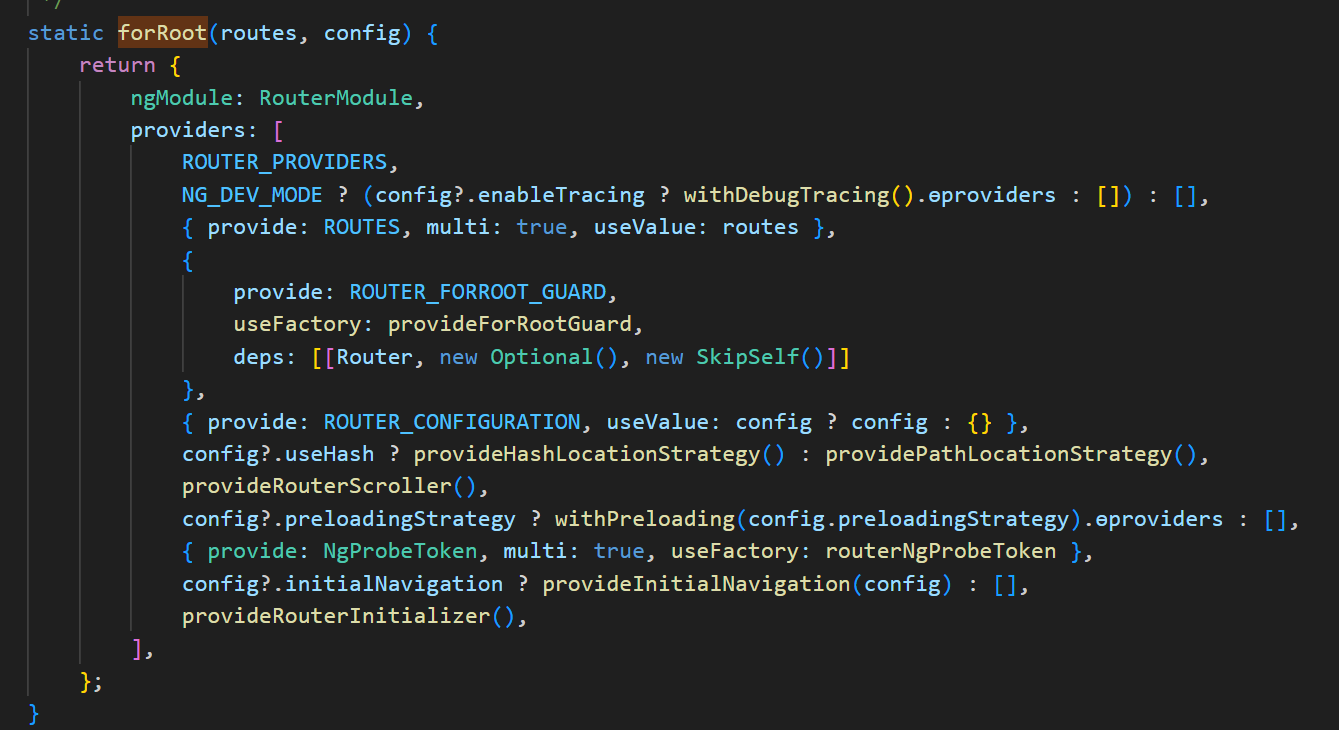 */
static forRoot(routes, config) {
return {
ngModule: RouterModule,
providers: [
ROUTER_PROVIDERS,
NG_DEV_MODE ? (config?.enableTracing ? withDebugTracing().ɵproviders : []) : [],
{ provide: ROUTES, multi: true, useValue: routes },
{
provide: ROUTER_FORROOT_GUARD,
useFactory: provideForRootGuard,
deps: [[Router, new Optional(), new SkipSelf()]]
},
{ provide: ROUTER_CONFIGURATION, useValue: config ? config : {} },
config?.useHash ? provideHashLocationStrategy() : providePathLocationStrategy(),
provideRouterScroller(),
config?.preloadingStrategy ? withPreloading(config.preloadingStrategy).ɵproviders : [],
{ provide: NgProbeToken, multi: true, useFactory: routerNgProbeToken },
config?.initialNavigation ? provideInitialNavigation(config) : [],
provideRouterInitializer(),
],
};
}